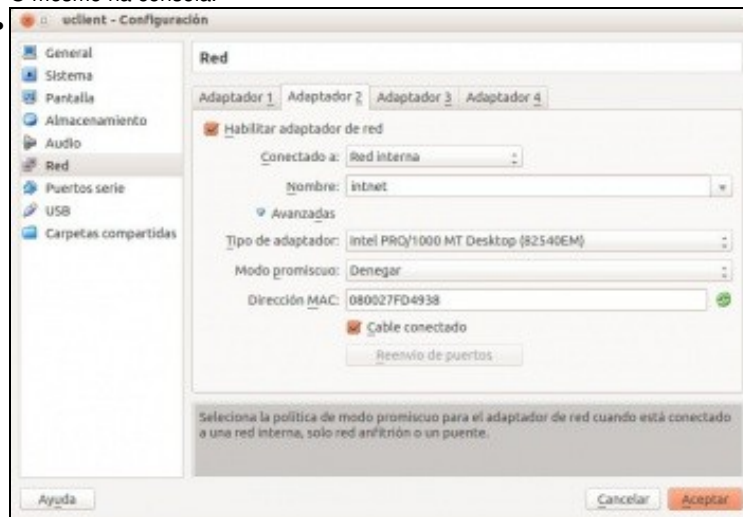 O mesmo na consola.
uclient - Configuración
General
Sistema
Pantalla
Almacenamiento
Audio
Red
Puertos serie
USB
Carpetas compartidas
Red
Adaptador 1 Adaptador 2 Adaptador 3 Adaptador 4
Habilitar adaptador de red
Conectado a: Red interna
Nombre: intnet
Avanzadas
Tipo de adaptador: Intel PRO/1000 MT Desktop (82540EM)
Modo promiscuo: Denegar
Dirección MAC: 080027FD4938
Cable conectado
Reenvío de puertos
Selecciona la política de modo promiscuo para el adaptador de red cuando está conectado
a una red interna, solo red anfitrión o un puente.
Ayuda Cancelar Aceptar